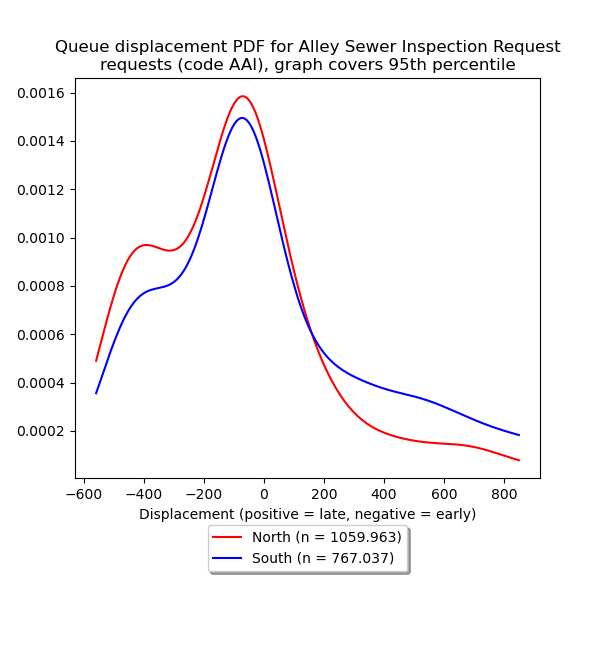 Queue displacement PDF for Alley Sewer Inspection Request
requests (code AAI), graph covers 95th percentile
0.0016
0.0014
0.0012
0.0010
0.0008
0.0006
0.0004
0.0002
−600 −400 −200 0 200 400 600 800
Displacement (positive = late, negative = early)
North (n = 1059.963)
South (n = 767.037)